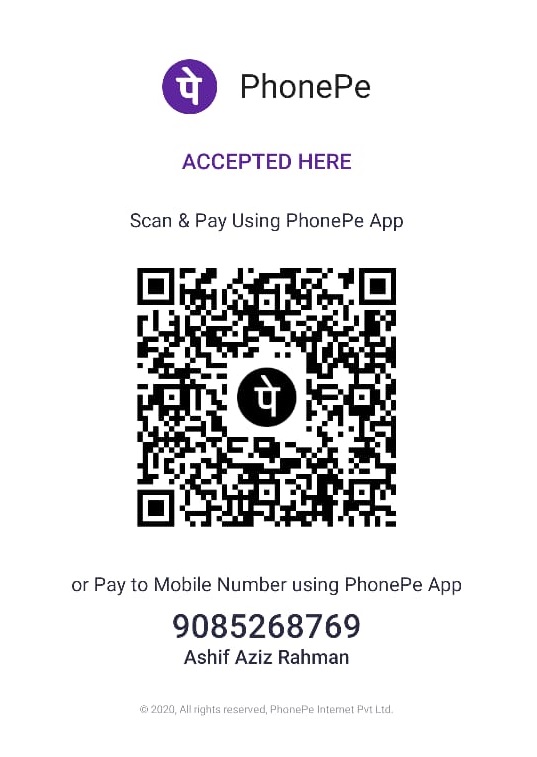 पे PhonePe
ACCEPTED HERE
Scan & Pay Using PhonePe App
पे
or Pay to Mobile Number using PhonePe App
9085268769
Ashif Aziz Rahman
© 2020, All rights reserved, PhonePe Internet Pvt Ltd.